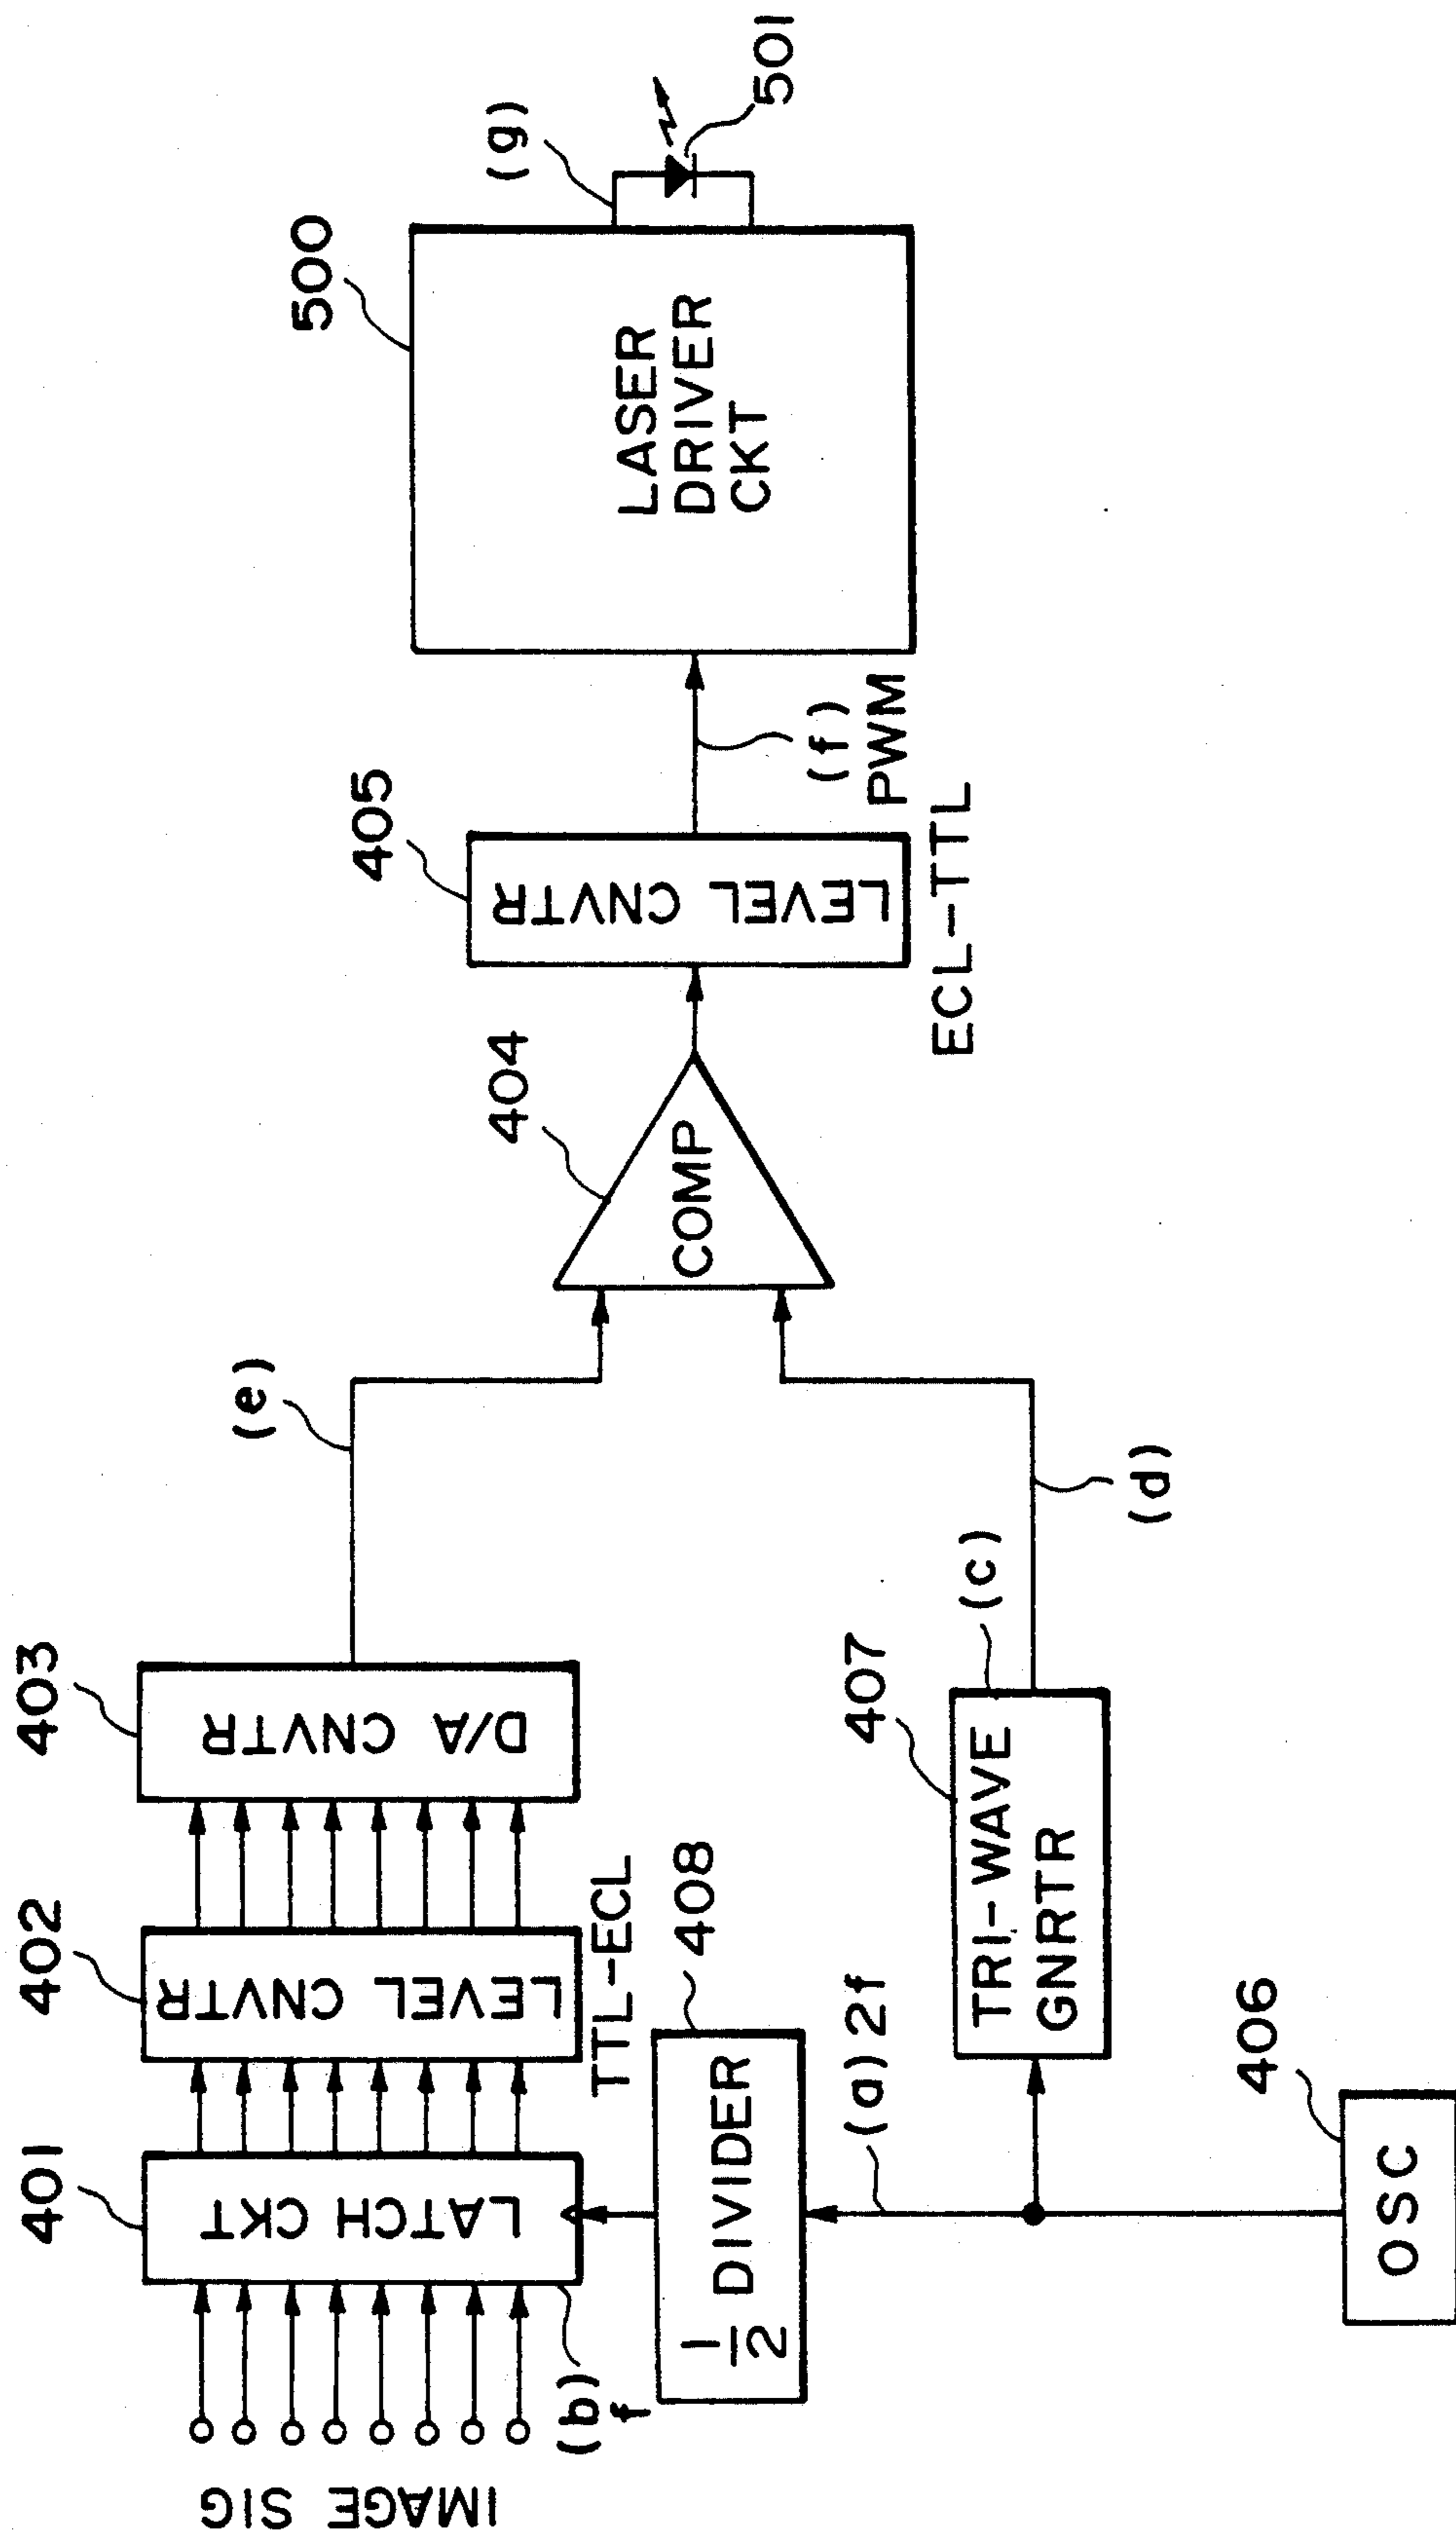 IMAGE SIG
401
LATCH CKT
(b)
f
402
LEVEL CNVTR
TTL-ECL
403
D/A CNVTR
(e)
408
1/2 DIVIDER
(a) 2f
406
OSC
407
TRI-WAVE
GNRTR
(c)
(d)
404
COMP
405
LEVEL CNVTR
ECL-TTL
(f)
PWM
500
LASER
DRIVER
CKT
(g)
501